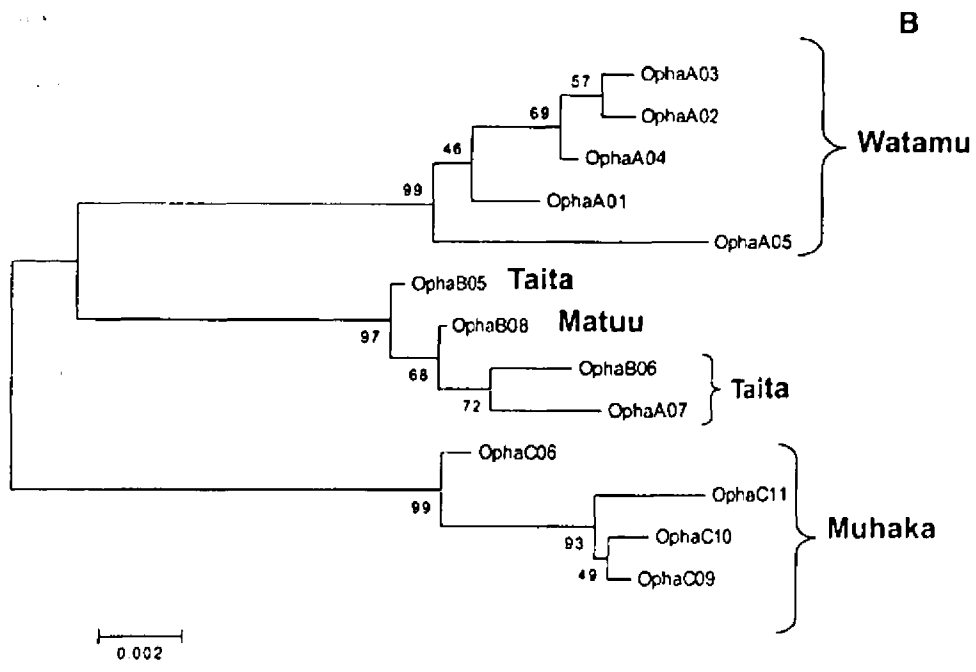 B
OphaA03
57
OphaA02
69
Watamu
OphaA04
46
99
OphaA01
OphaA05
OphaB05 Taita
OphaB08 Matuu
97
OphaB06
68
Taita
72
OphaA07
OphaC06
OphaC11
99
Muhaka
OphaC10
93
49
OphaC09
0.002